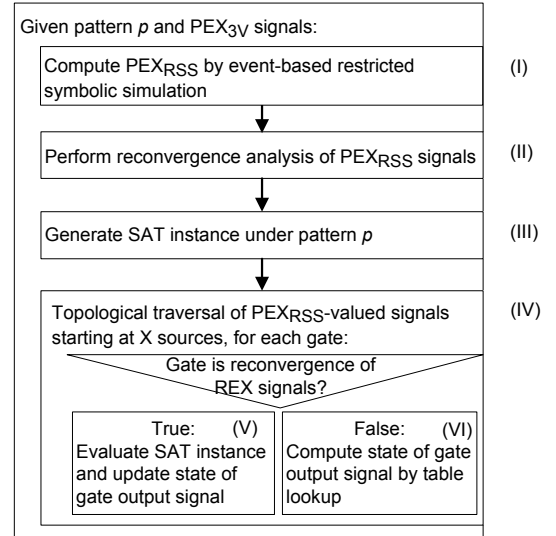 Given pattern p and PEX3V signals:
Compute PEXRSS by event-based restricted
symbolic simulation
(I)
Perform reconvergence analysis of PEXRSS signals
(II)
Generate SAT instance under pattern p
(III)
Topological traversal of PEXRSS-valued signals
starting at X sources, for each gate:
(IV)
Gate is reconvergence of
REX signals?
True: (V)
Evaluate SAT instance
and update state of
gate output signal
False: (VI)
Compute state of gate
output signal by table
lookup